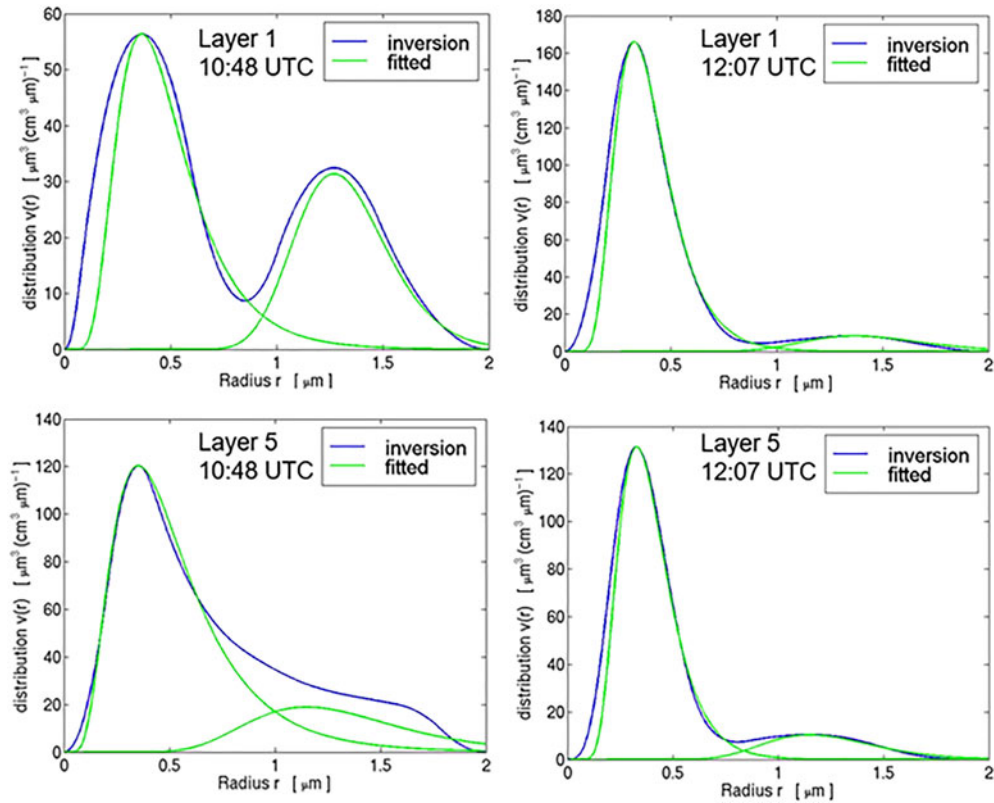 Layer 1
10:48 UTC
inversion
fitted
60
50
40
30
20
10
0
0
0.5
1
1.5
2
distribution v(r) [ μm³ (cm³ μm)⁻¹
Radius r [ μm]
Layer 1
12:07 UTC
inversion
fitted
180
160
140
120
100
80
60
40
20
0
0
0.5
1
1.5
2
distribution v(r) [ μm³ (cm³ μm)⁻¹
Radius r [ μm]
Layer 5
10:48 UTC
inversion
fitted
140
120
100
80
60
40
20
0
0
0.5
1
1.5
2
distribution v(r) [ μm³ (cm³ μm)⁻¹
Radius r [ μm]
Layer 5
12:07 UTC
inversion
fitted
140
120
100
80
60
40
20
0
0
0.5
1
1.5
2
distribution v(r) [ μm³ (cm³ μm)⁻¹
Radius r [ μm]